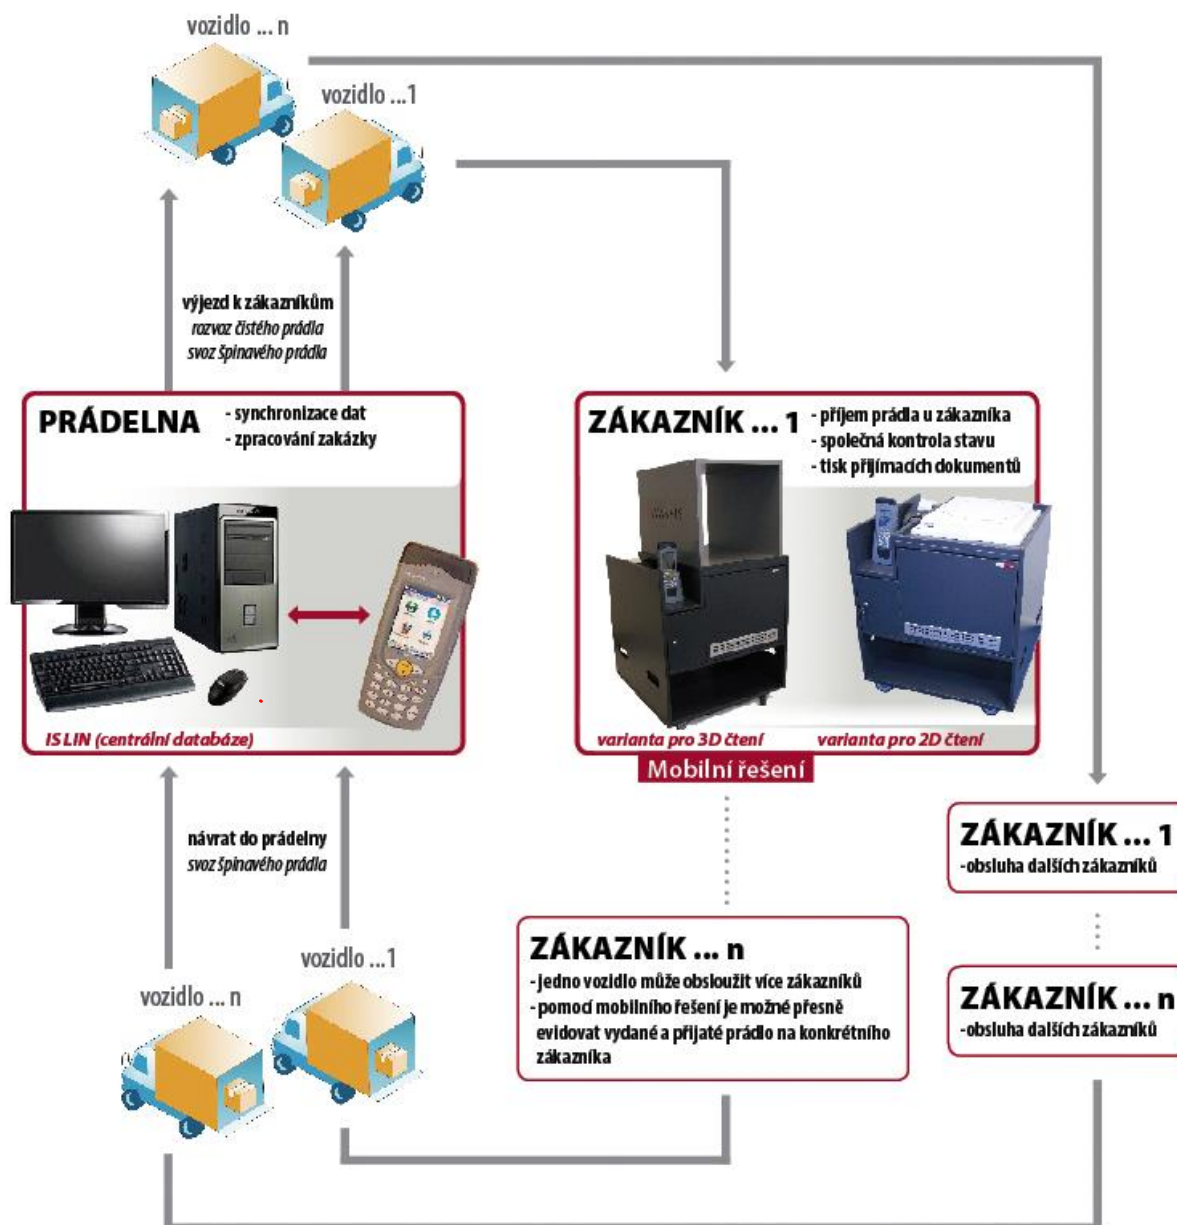 vozidlo ... n
vozidlo ...1
výjezd k zákazníkům
rozvoz čistého prádla
svoz špinavého prádla
PRÁDELNA
- synchronizace dat
- zpracování zakázky
IS LIN (centrální databáze)
ZÁKAZNÍK ... 1
- příjem prádla u zákazníka
- společná kontrola stavu
- tisk přijímacích dokumentů
varianta pro 3D čtení
varianta pro 2D čtení
Mobilní řešení
návrat do prádelny
svoz špinavého prádla
ZÁKAZNÍK ... 1
-obsluha dalších zákazníků
ZÁKAZNÍK ... n
- jedno vozidlo může obsloužit více zákazníků
- pomocí mobilního řešení je možné přesně
evidovat vydané a přijaté prádlo na konkrétního
zákazníka
ZÁKAZNÍK ... n
-obsluha dalších zákazníků
vozidlo ...1
vozidlo ... n